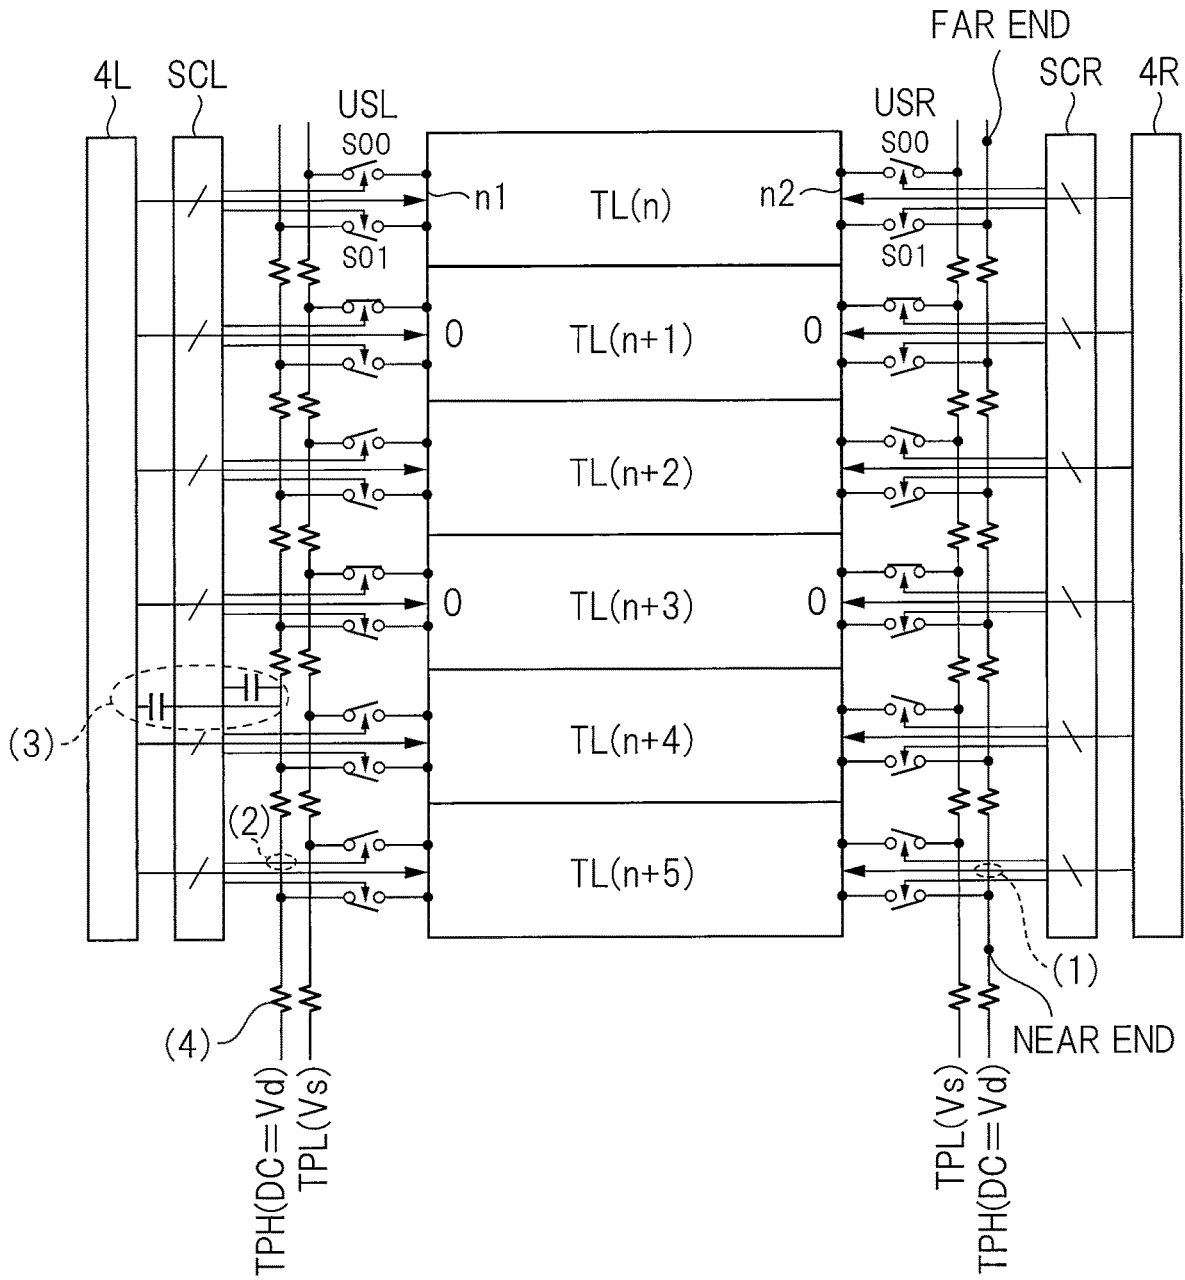 FAR END
4L SCL SCR 4R
USL USR
S00 S00
n1 TL(n) n2
S01 S01
0 TL(n+1) 0
TL(n+2)
0 TL(n+3) 0
(3) TL(n+4)
(2) TL(n+5)
(1)
(4) NEAR END
TPH(DC=Vd)
TPL(Vs)
TPL(Vs)
TPH(DC=Vd)